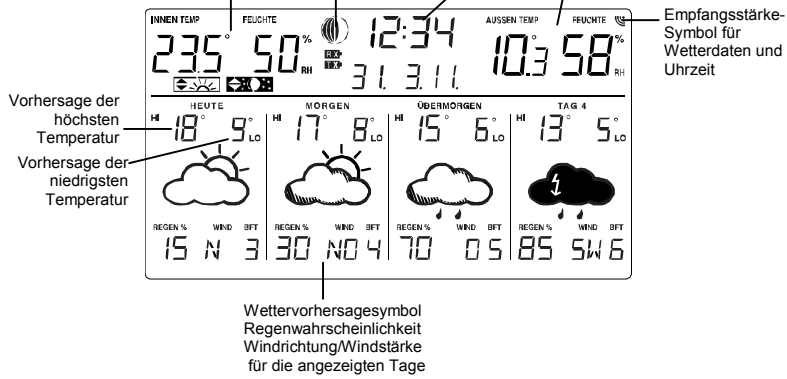 INNEN TEMP FEUCHTE 12:34 AUSSEN TEMP FEUCHTE
23.5° 50% RH RX TX 31. 3.11. 10.3° 58% RH
Empfangsstärke-
Symbol für
Wetterdaten und
Uhrzeit
Vorhersage der
höchsten
Temperatur
Vorhersage der
niedrigsten
Temperatur
HEUTE MORGEN ÜBERMORGEN TAG 4
HI 18° 9° LO HI 17° 8° LO HI 15° 6° LO HI 13° 5° LO
REGEN % WIND BFT REGEN % WIND BFT REGEN % WIND BFT REGEN % WIND BFT
15 N 3 30 NO 4 70 O 5 85 SW 6
Wettervorhersagesymbol
Regenwahrscheinlichkeit
Windrichtung/Windstärke
für die angezeigten Tage